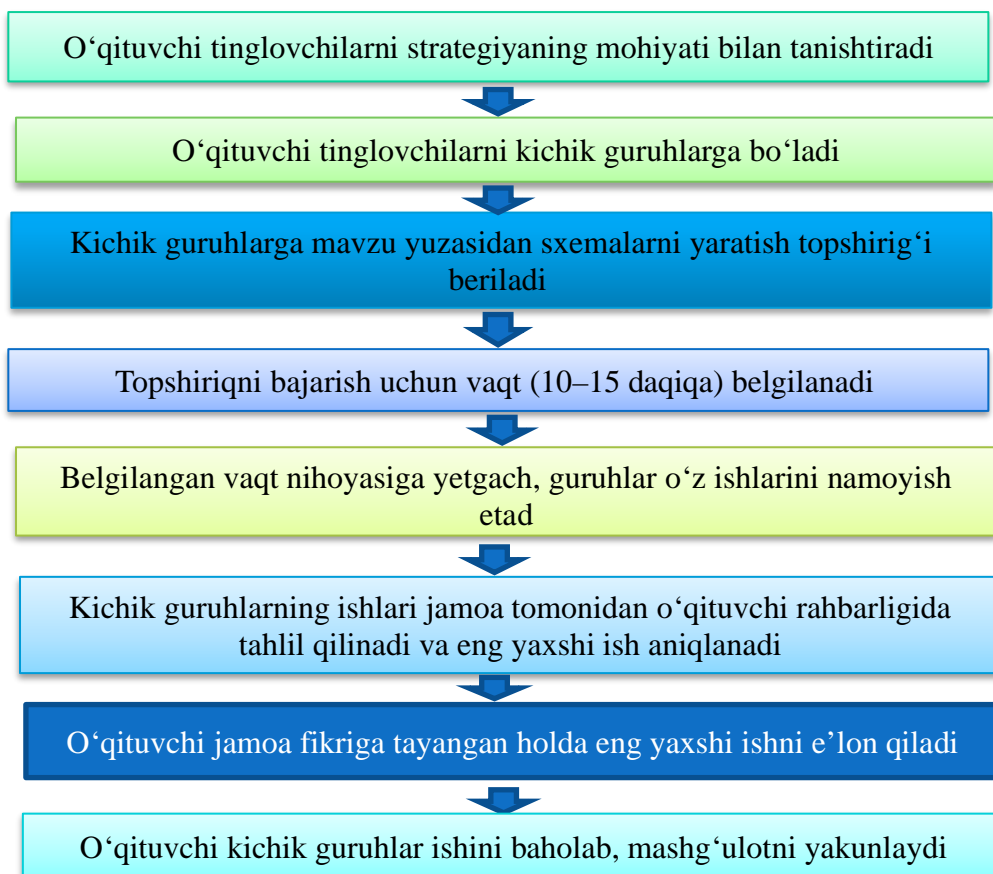 O‘qituvchi tinglovchilarni strategiyaning mohiyati bilan tanishtiradi
O‘qituvchi tinglovchilarni kichik guruhlarga bo‘ladi
Kichik guruhlarga mavzu yuzasidan sxemalarni yaratish topshirig‘i
beriladi
Topshiriqni bajarish uchun vaqt (10–15 daqiqa) belgilanadi
Belgilangan vaqt nihoyasiga yetgach, guruhlar o‘z ishlarini namoyish
etad
Kichik guruhlarning ishlari jamoa tomonidan o‘qituvchi rahbarligida
tahlil qilinadi va eng yaxshi ish aniqlanadi
O‘qituvchi jamoa fikriga tayangan holda eng yaxshi ishni e’lon qiladi
O‘qituvchi kichik guruhlar ishini baholab, mashg‘ulotni yakunlaydi